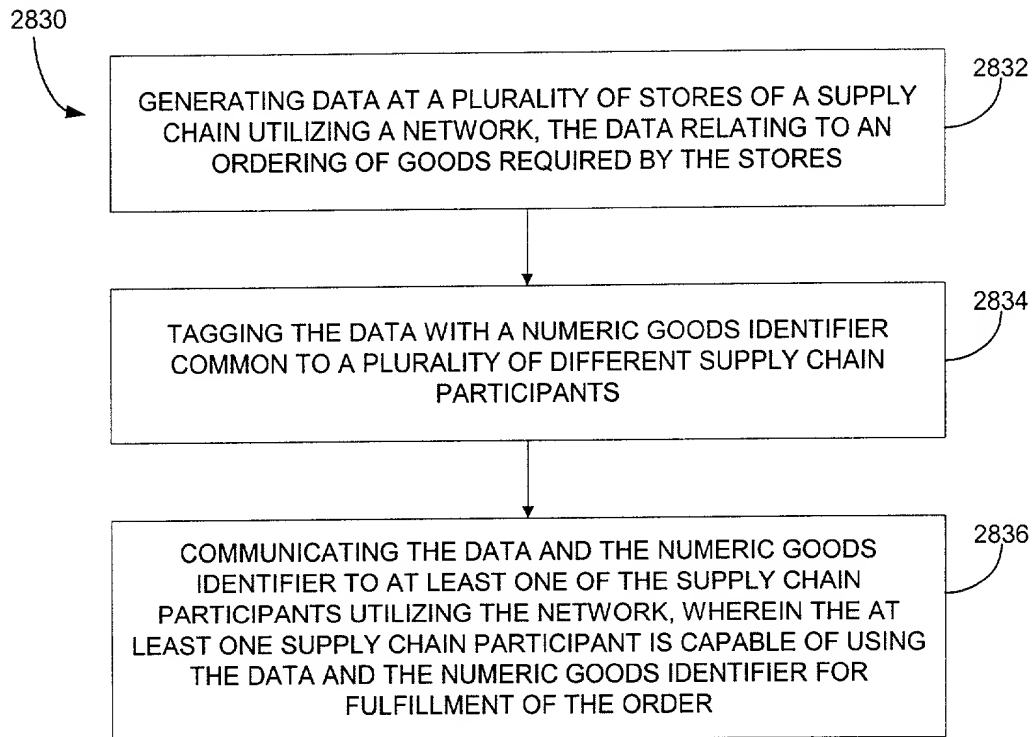 2830
2832
GENERATING DATA AT A PLURALITY OF STORES OF A SUPPLY
CHAIN UTILIZING A NETWORK, THE DATA RELATING TO AN
ORDERING OF GOODS REQUIRED BY THE STORES
2834
TAGGING THE DATA WITH A NUMERIC GOODS IDENTIFIER
COMMON TO A PLURALITY OF DIFFERENT SUPPLY CHAIN
PARTICIPANTS
2836
COMMUNICATING THE DATA AND THE NUMERIC GOODS
IDENTIFIER TO AT LEAST ONE OF THE SUPPLY CHAIN
PARTICIPANTS UTILIZING THE NETWORK, WHEREIN THE AT
LEAST ONE SUPPLY CHAIN PARTICIPANT IS CAPABLE OF USING
THE DATA AND THE NUMERIC GOODS IDENTIFIER FOR
FULFILLMENT OF THE ORDER